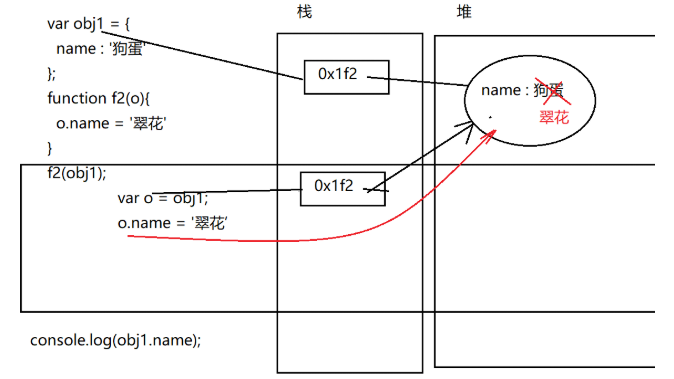 栈
堆
var obj1 = {
name : '狗蛋'
};
function f2(o){
o.name = '翠花'
}
f2(obj1);
var o = obj1;
o.name = '翠花'
console.log(obj1.name);
0x1f2
0x1f2
name : 狗蛋
翠花